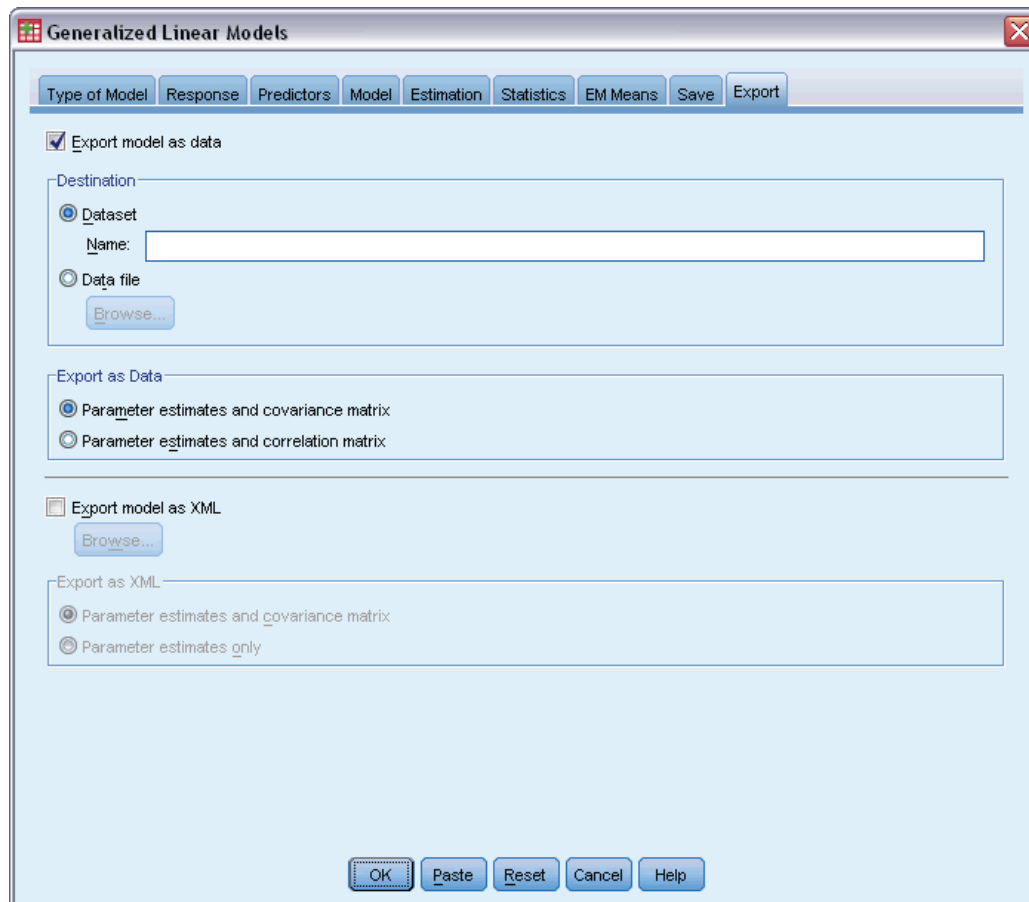 Generalized Linear Models
Type of Model Response Predictors Model Estimation Statistics EM Means Save Export
Export model as data
Destination
Dataset
Name:
Data file
Browse...
Export as Data
Parameter estimates and covariance matrix
Parameter estimates and correlation matrix
Export model as XML
Browse...
Export as XML
Parameter estimates and covariance matrix
Parameter estimates only
OK Paste Reset Cancel Help